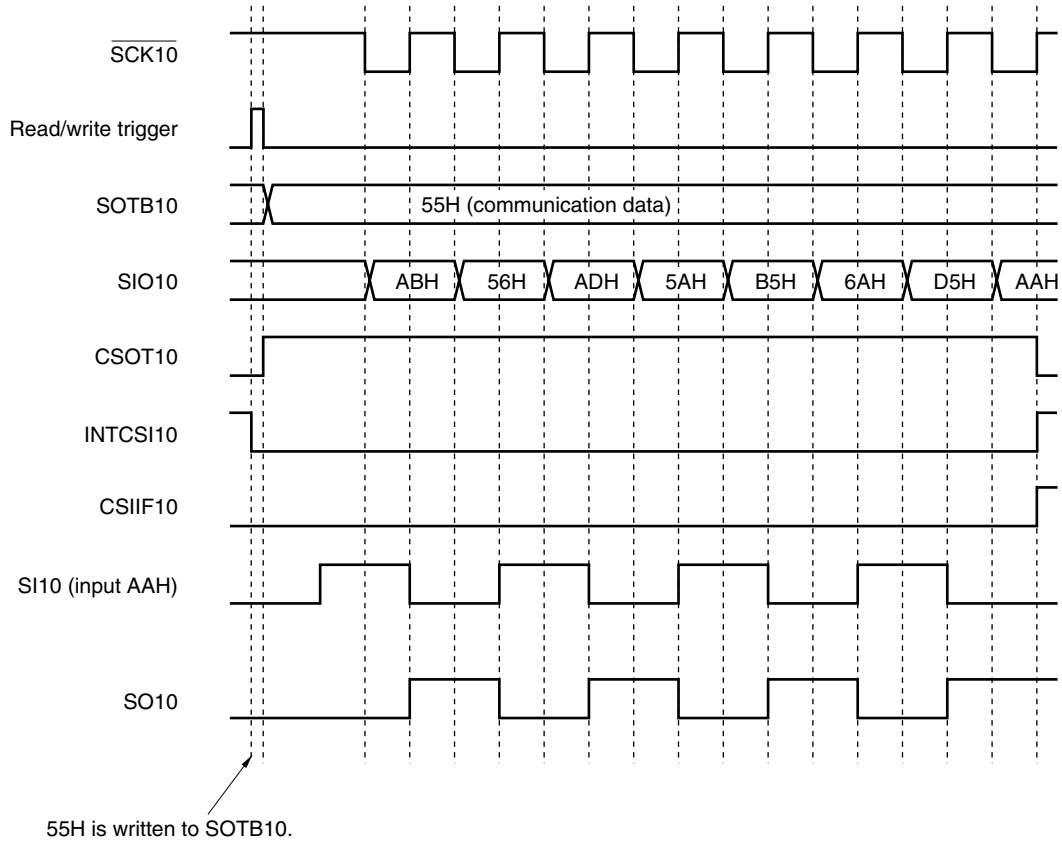 SCK10
Read/write trigger
SOTB10
55H (communication data)
SIO10
ABH 56H ADH 5AH B5H 6AH D5H AAH
CSOT10
INTCSI10
CSIIF10
SI10 (input AAH)
SO10
55H is written to SOTB10.